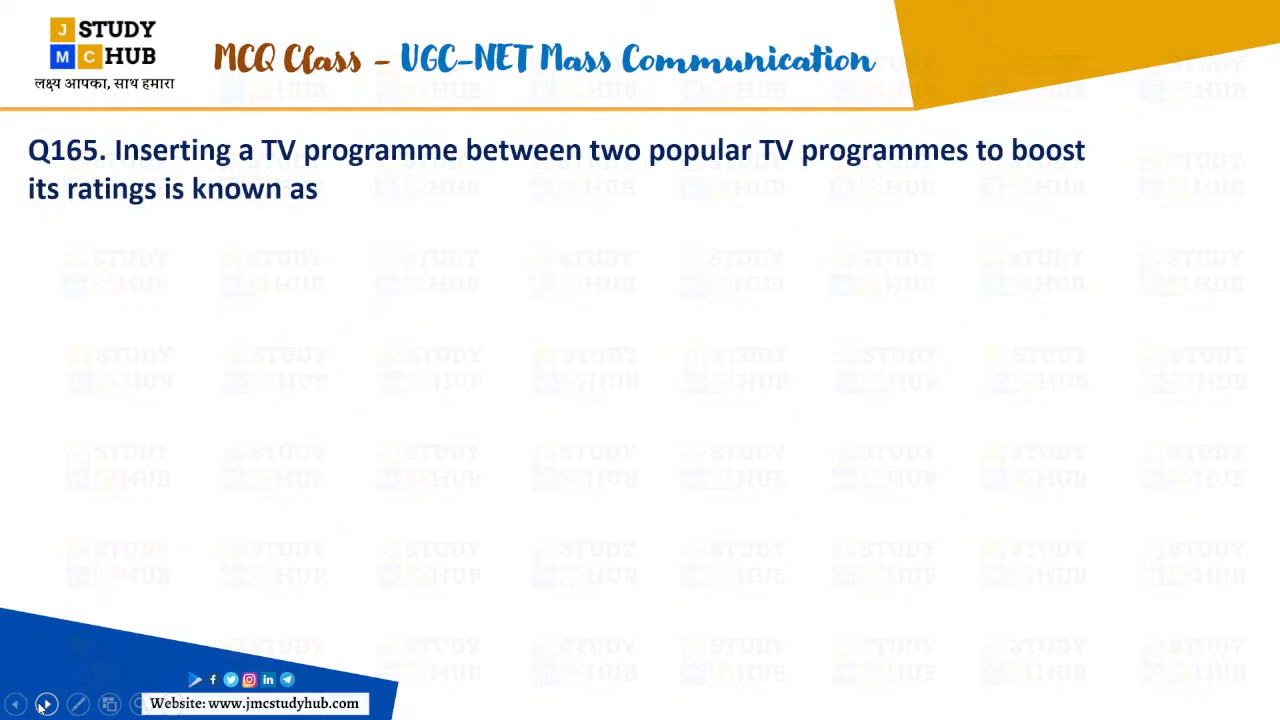 J STUDY
M C HUB
लक्ष्य आपका, साथ हमारा
MCQ Class - UGC-NET Mass Communication
Q165. Inserting a TV programme between two popular TV programmes to boost
its ratings is known as
Website: www.jmcstudyhub.com